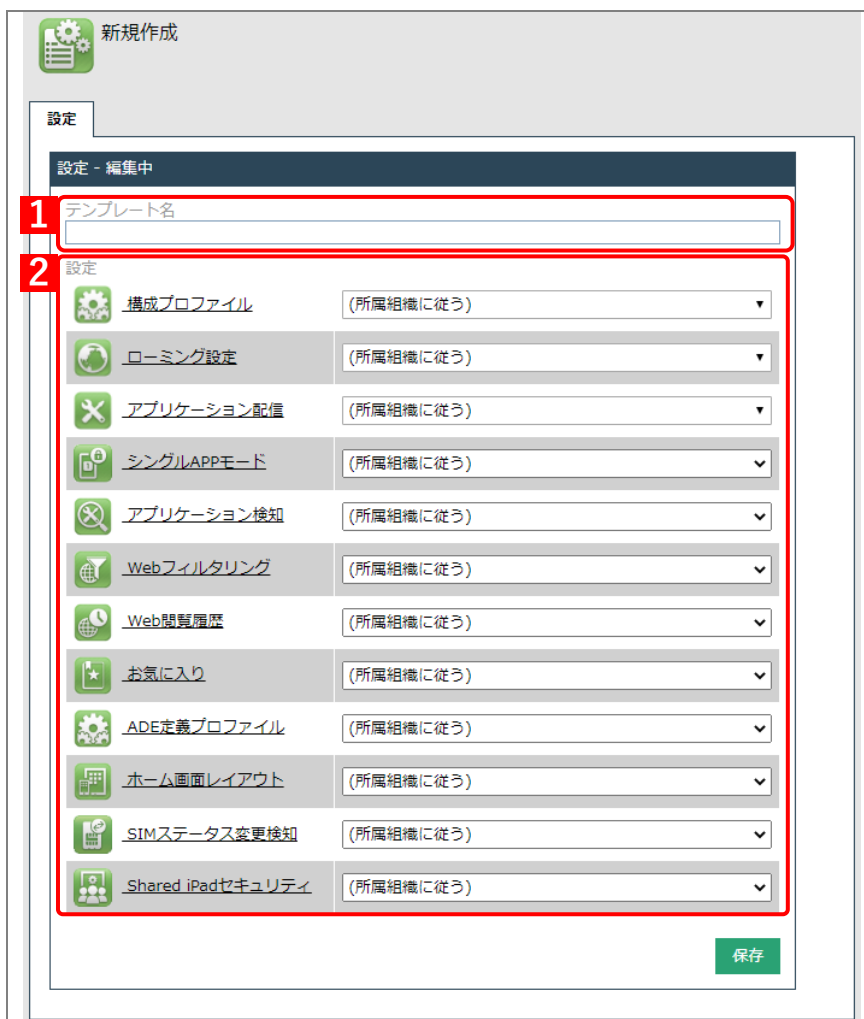 新規作成
設定
設定 - 編集中
1
テンプレート名
2
設定
構成プロファイル (所属組織に従う)
ローミング設定 (所属組織に従う)
アプリケーション配信 (所属組織に従う)
シングルAPPモード (所属組織に従う)
アプリケーション検知 (所属組織に従う)
Webフィルタリング (所属組織に従う)
Web閲覧履歴 (所属組織に従う)
お気に入り (所属組織に従う)
ADE定義プロファイル (所属組織に従う)
ホーム画面レイアウト (所属組織に従う)
SIMステータス変更検知 (所属組織に従う)
Shared iPadセキュリティ (所属組織に従う)
保存